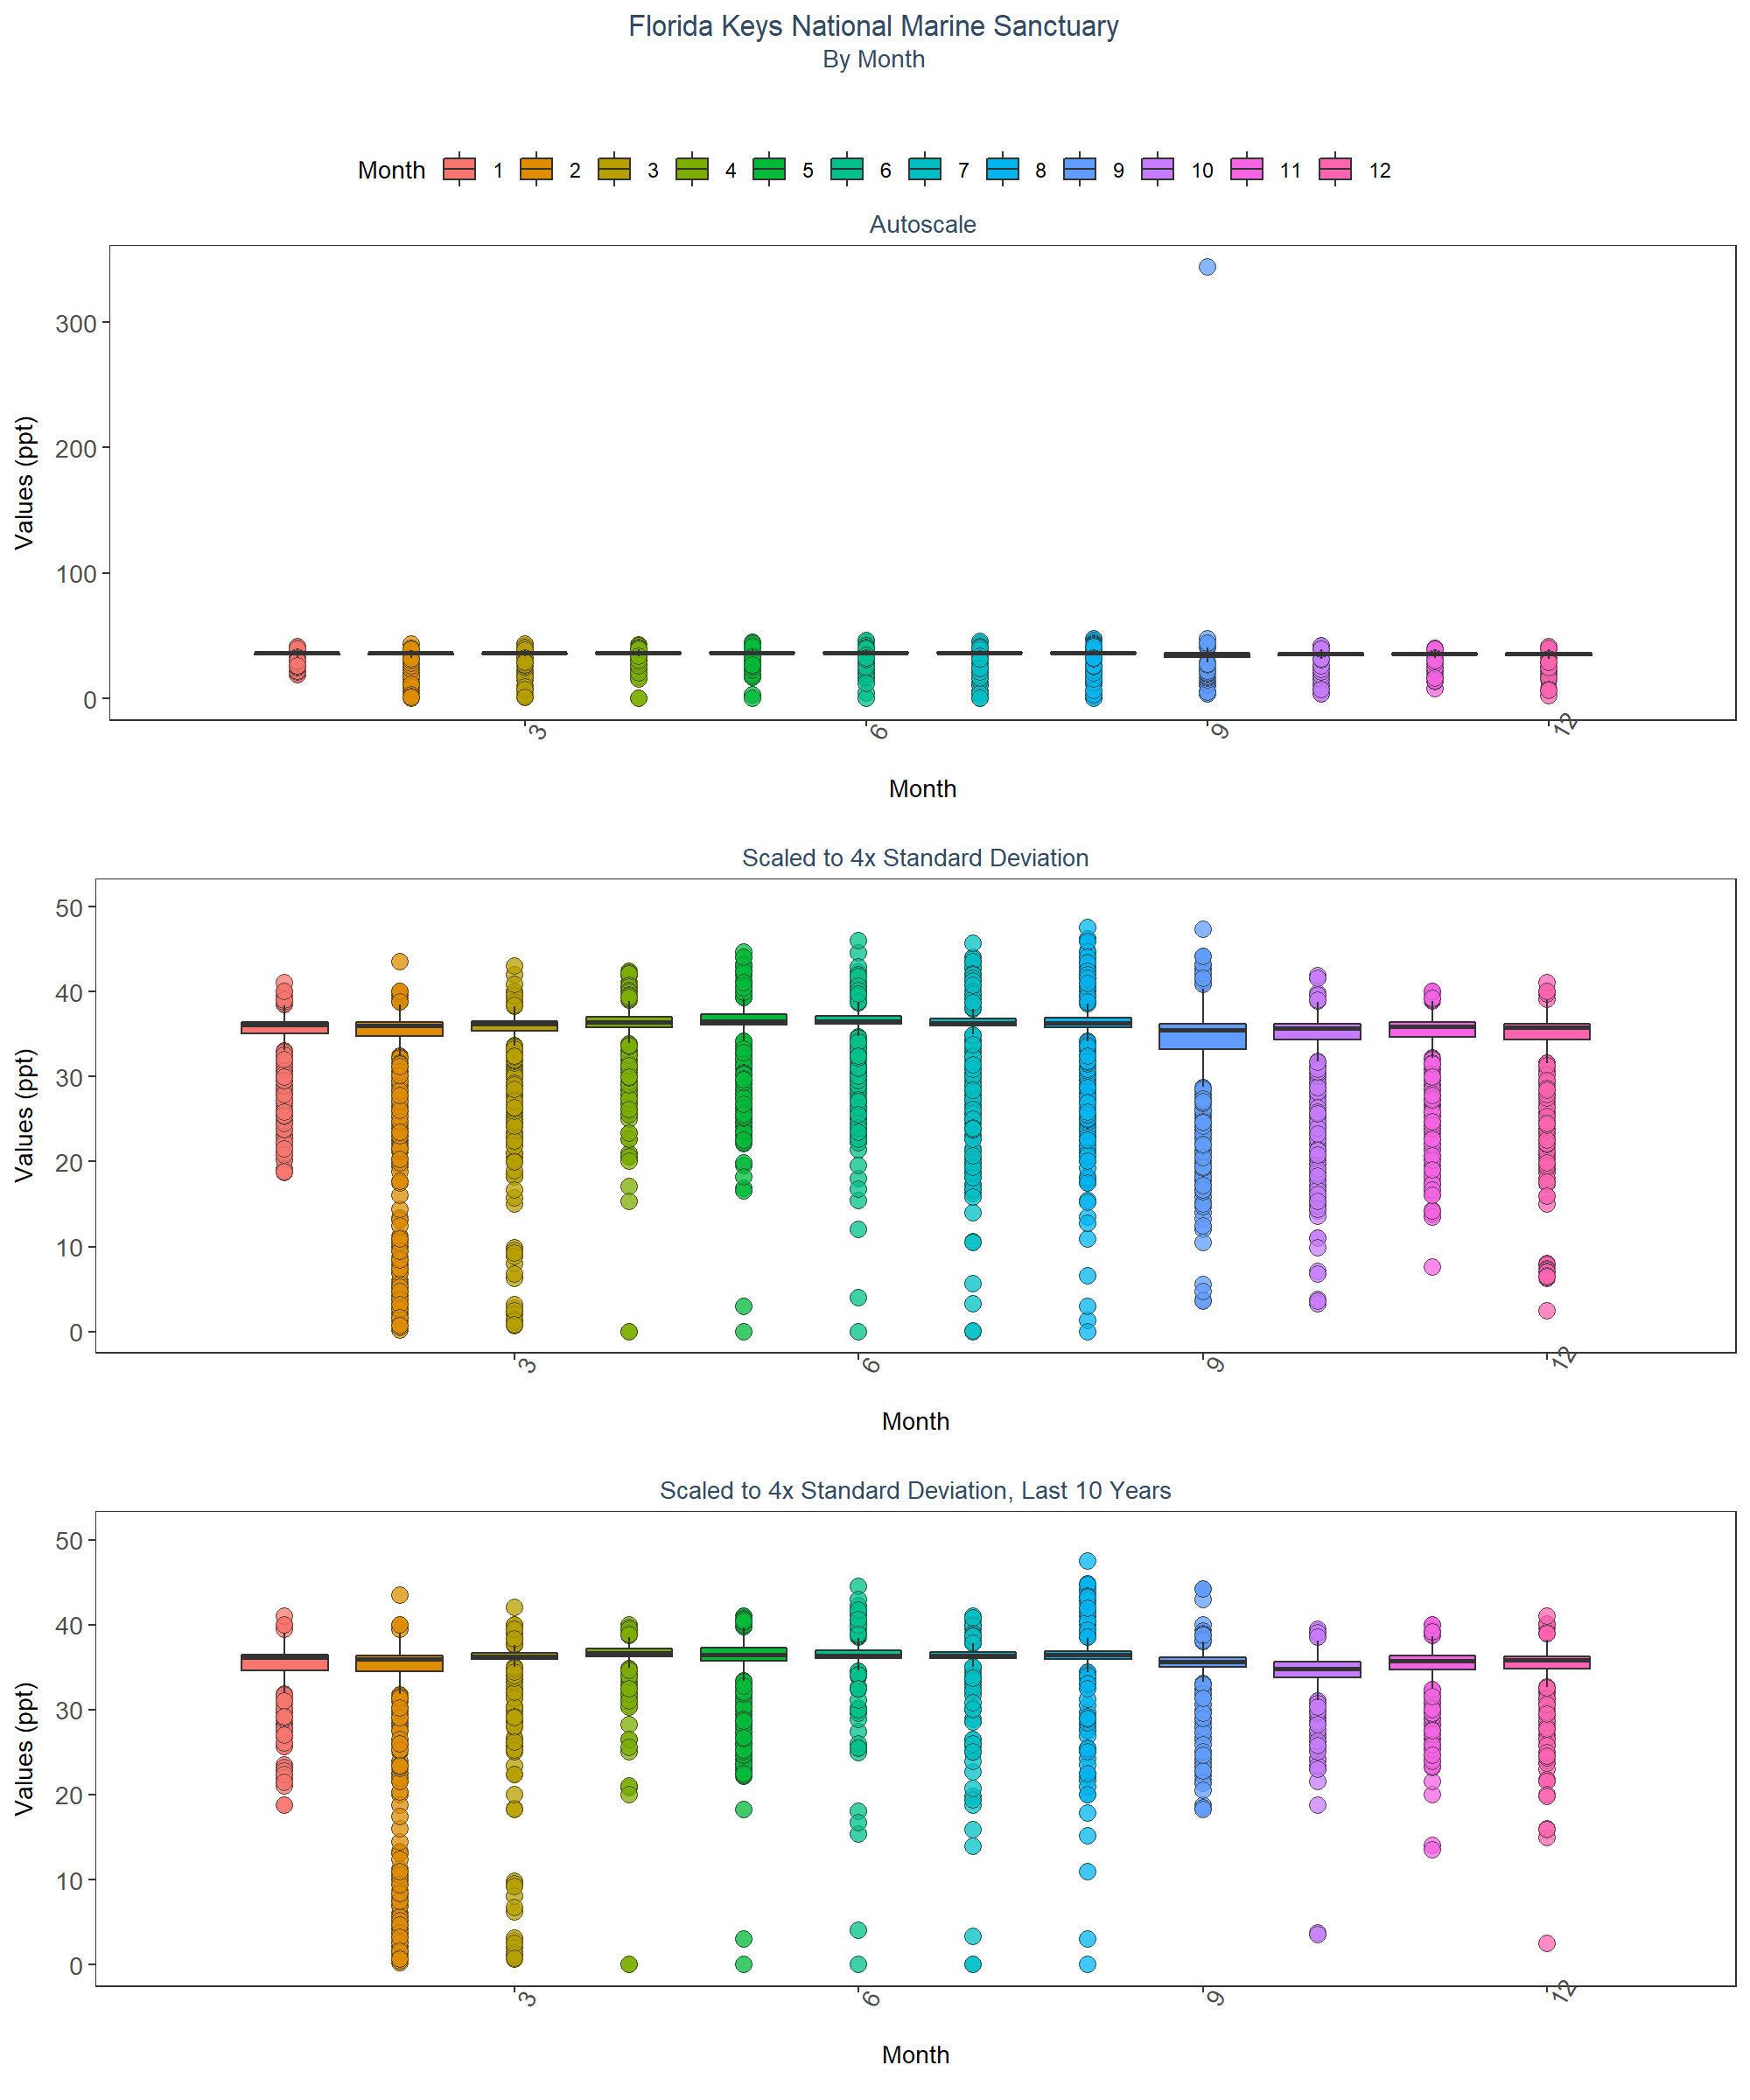 Florida Keys National Marine Sanctuary
By Month
Month 1 2 3 4 5 6 7 8 9 10 11 12
Autoscale
Values (ppt)
300
200
100
0
3 6 9 12
Month
Scaled to 4x Standard Deviation
Values (ppt)
50
40
30
20
10
0
3 6 9 12
Month
Scaled to 4x Standard Deviation, Last 10 Years
Values (ppt)
50
40
30
20
10
0
3 6 9 12
Month